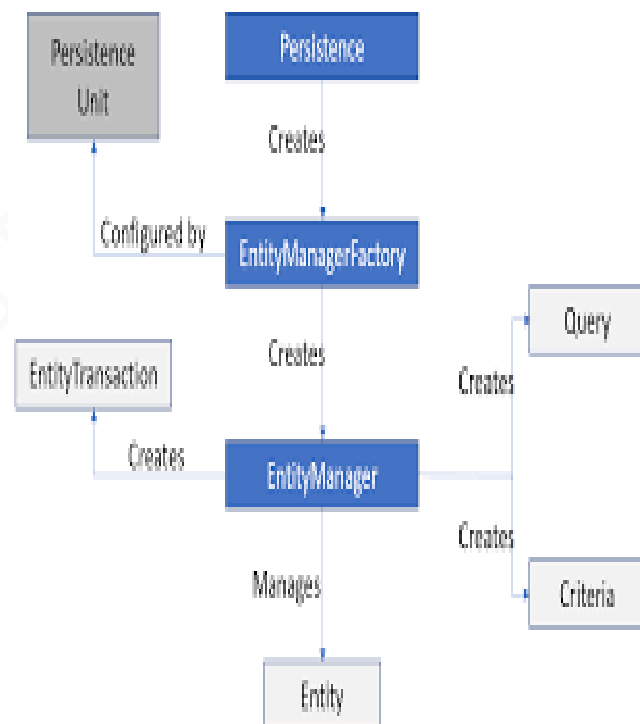 Persistence
Unit
Persistence
Creates
Configured by
EntityManagerFactory
Creates
Query
EntityTransaction
Creates
Creates
EntityManager
Creates
Manages
Criteria
Entity